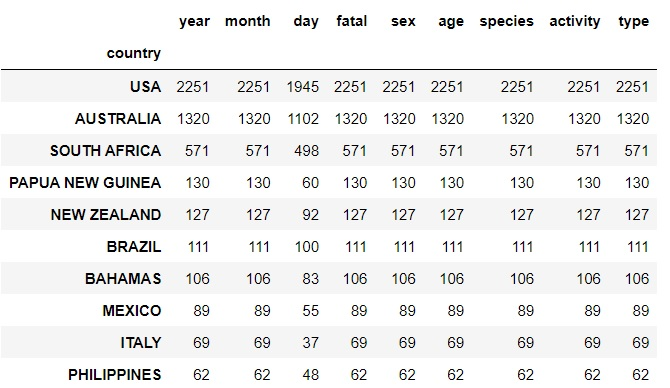 year month day fatal sex age species activity type
country
USA 2251 2251 1945 2251 2251 2251 2251 2251 2251
AUSTRALIA 1320 1320 1102 1320 1320 1320 1320 1320 1320
SOUTH AFRICA 571 571 498 571 571 571 571 571 571
PAPUA NEW GUINEA 130 130 60 130 130 130 130 130 130
NEW ZEALAND 127 127 92 127 127 127 127 127 127
BRAZIL 111 111 100 111 111 111 111 111 111
BAHAMAS 106 106 83 106 106 106 106 106 106
MEXICO 89 89 55 89 89 89 89 89 89
ITALY 69 69 37 69 69 69 69 69 69
PHILIPPINES 62 62 48 62 62 62 62 62 62